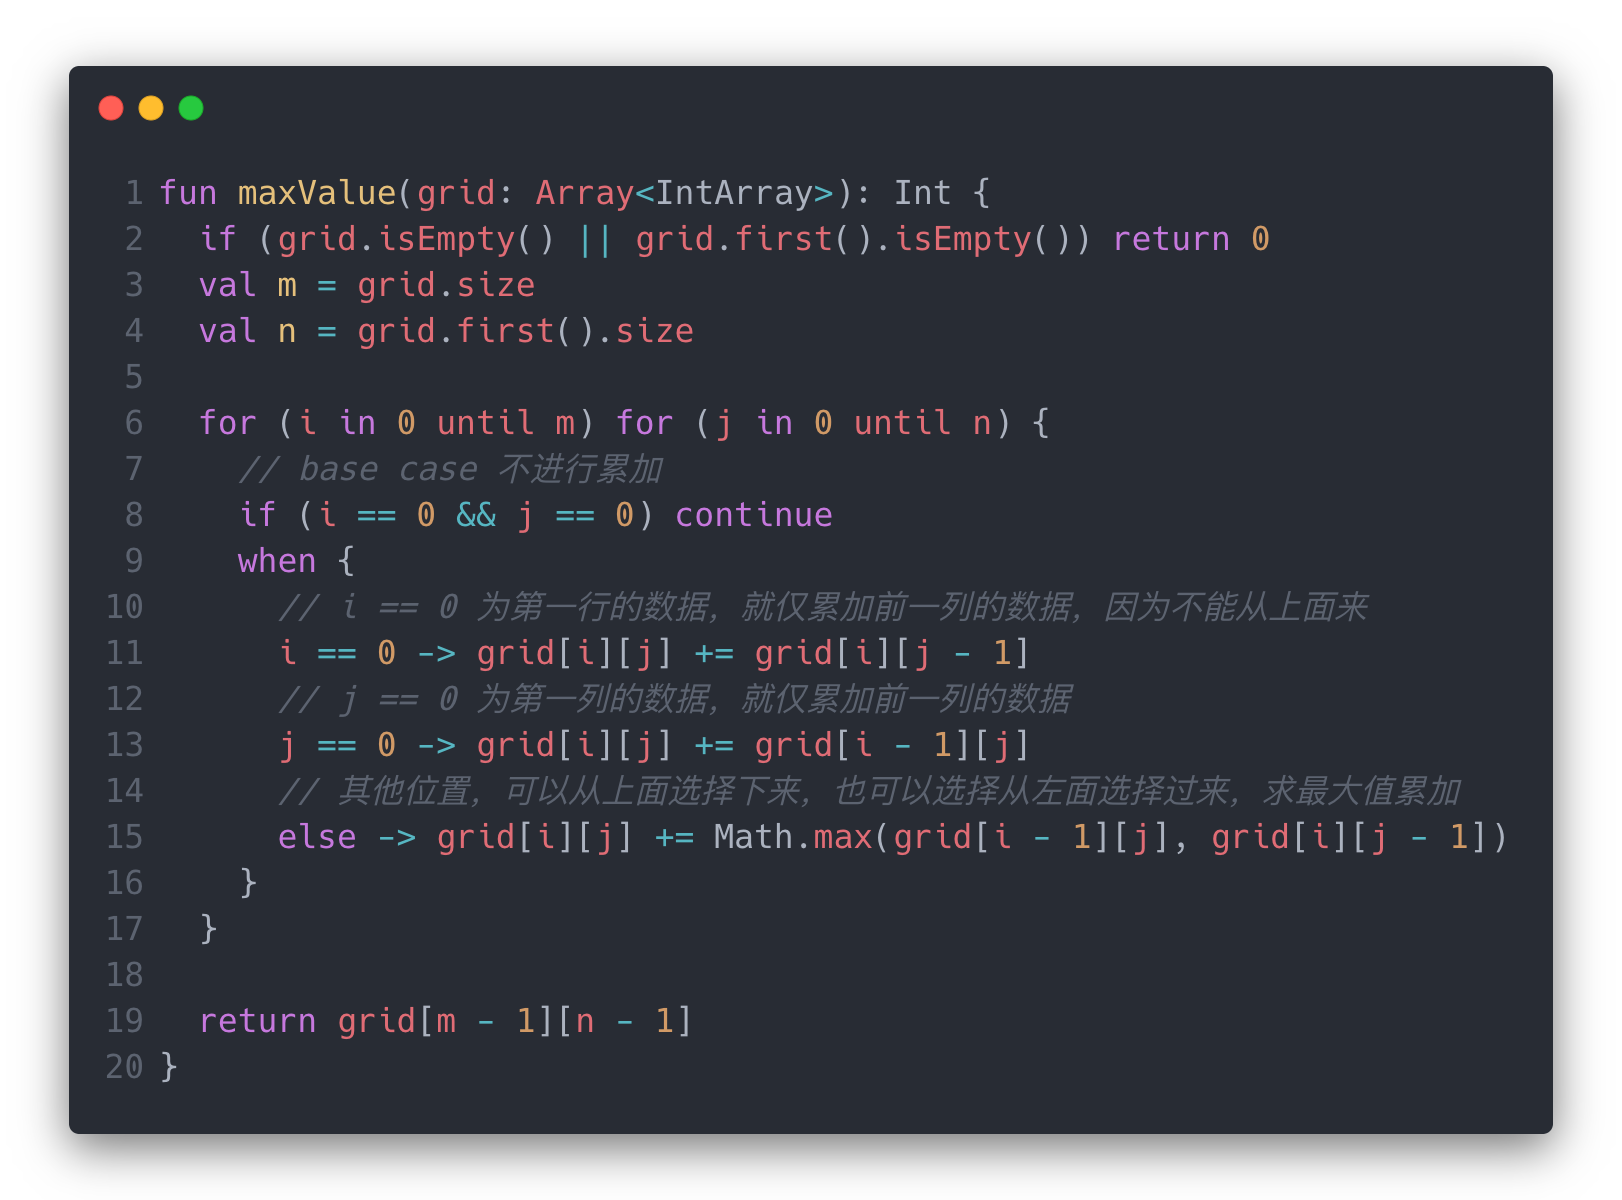 1 fun maxValue(grid: Array<IntArray>): Int {
2   if (grid.isEmpty() || grid.first().isEmpty()) return 0
3   val m = grid.size
4   val n = grid.first().size
5
6   for (i in 0 until m) for (j in 0 until n) {
7     // base case 不进行累加
8     if (i == 0 && j == 0) continue
9     when {
10       // i == 0 为第一行的数据，就仅累加前一列的数据，因为不能从上面来
11       i == 0 -> grid[i][j] += grid[i][j - 1]
12       // j == 0 为第一列的数据，就仅累加前一列的数据
13       j == 0 -> grid[i][j] += grid[i - 1][j]
14       // 其他位置，可以从上面选择下来，也可以选择从左面选择过来，求最大值累加
15       else -> grid[i][j] += Math.max(grid[i - 1][j], grid[i][j - 1])
16     }
17   }
18
19   return grid[m - 1][n - 1]
20 }